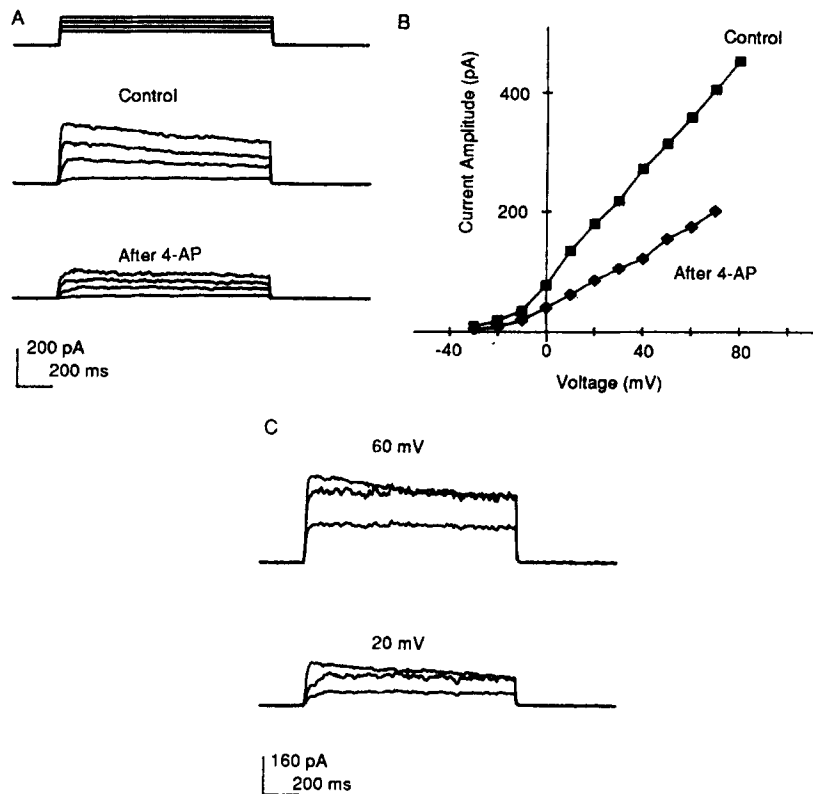 A
Control
After 4-AP
200 pA
200 ms
B
Current Amplitude (pA)
400
200
Control
After 4-AP
-40
0
40
80
Voltage (mV)
C
60 mV
20 mV
160 pA
200 ms